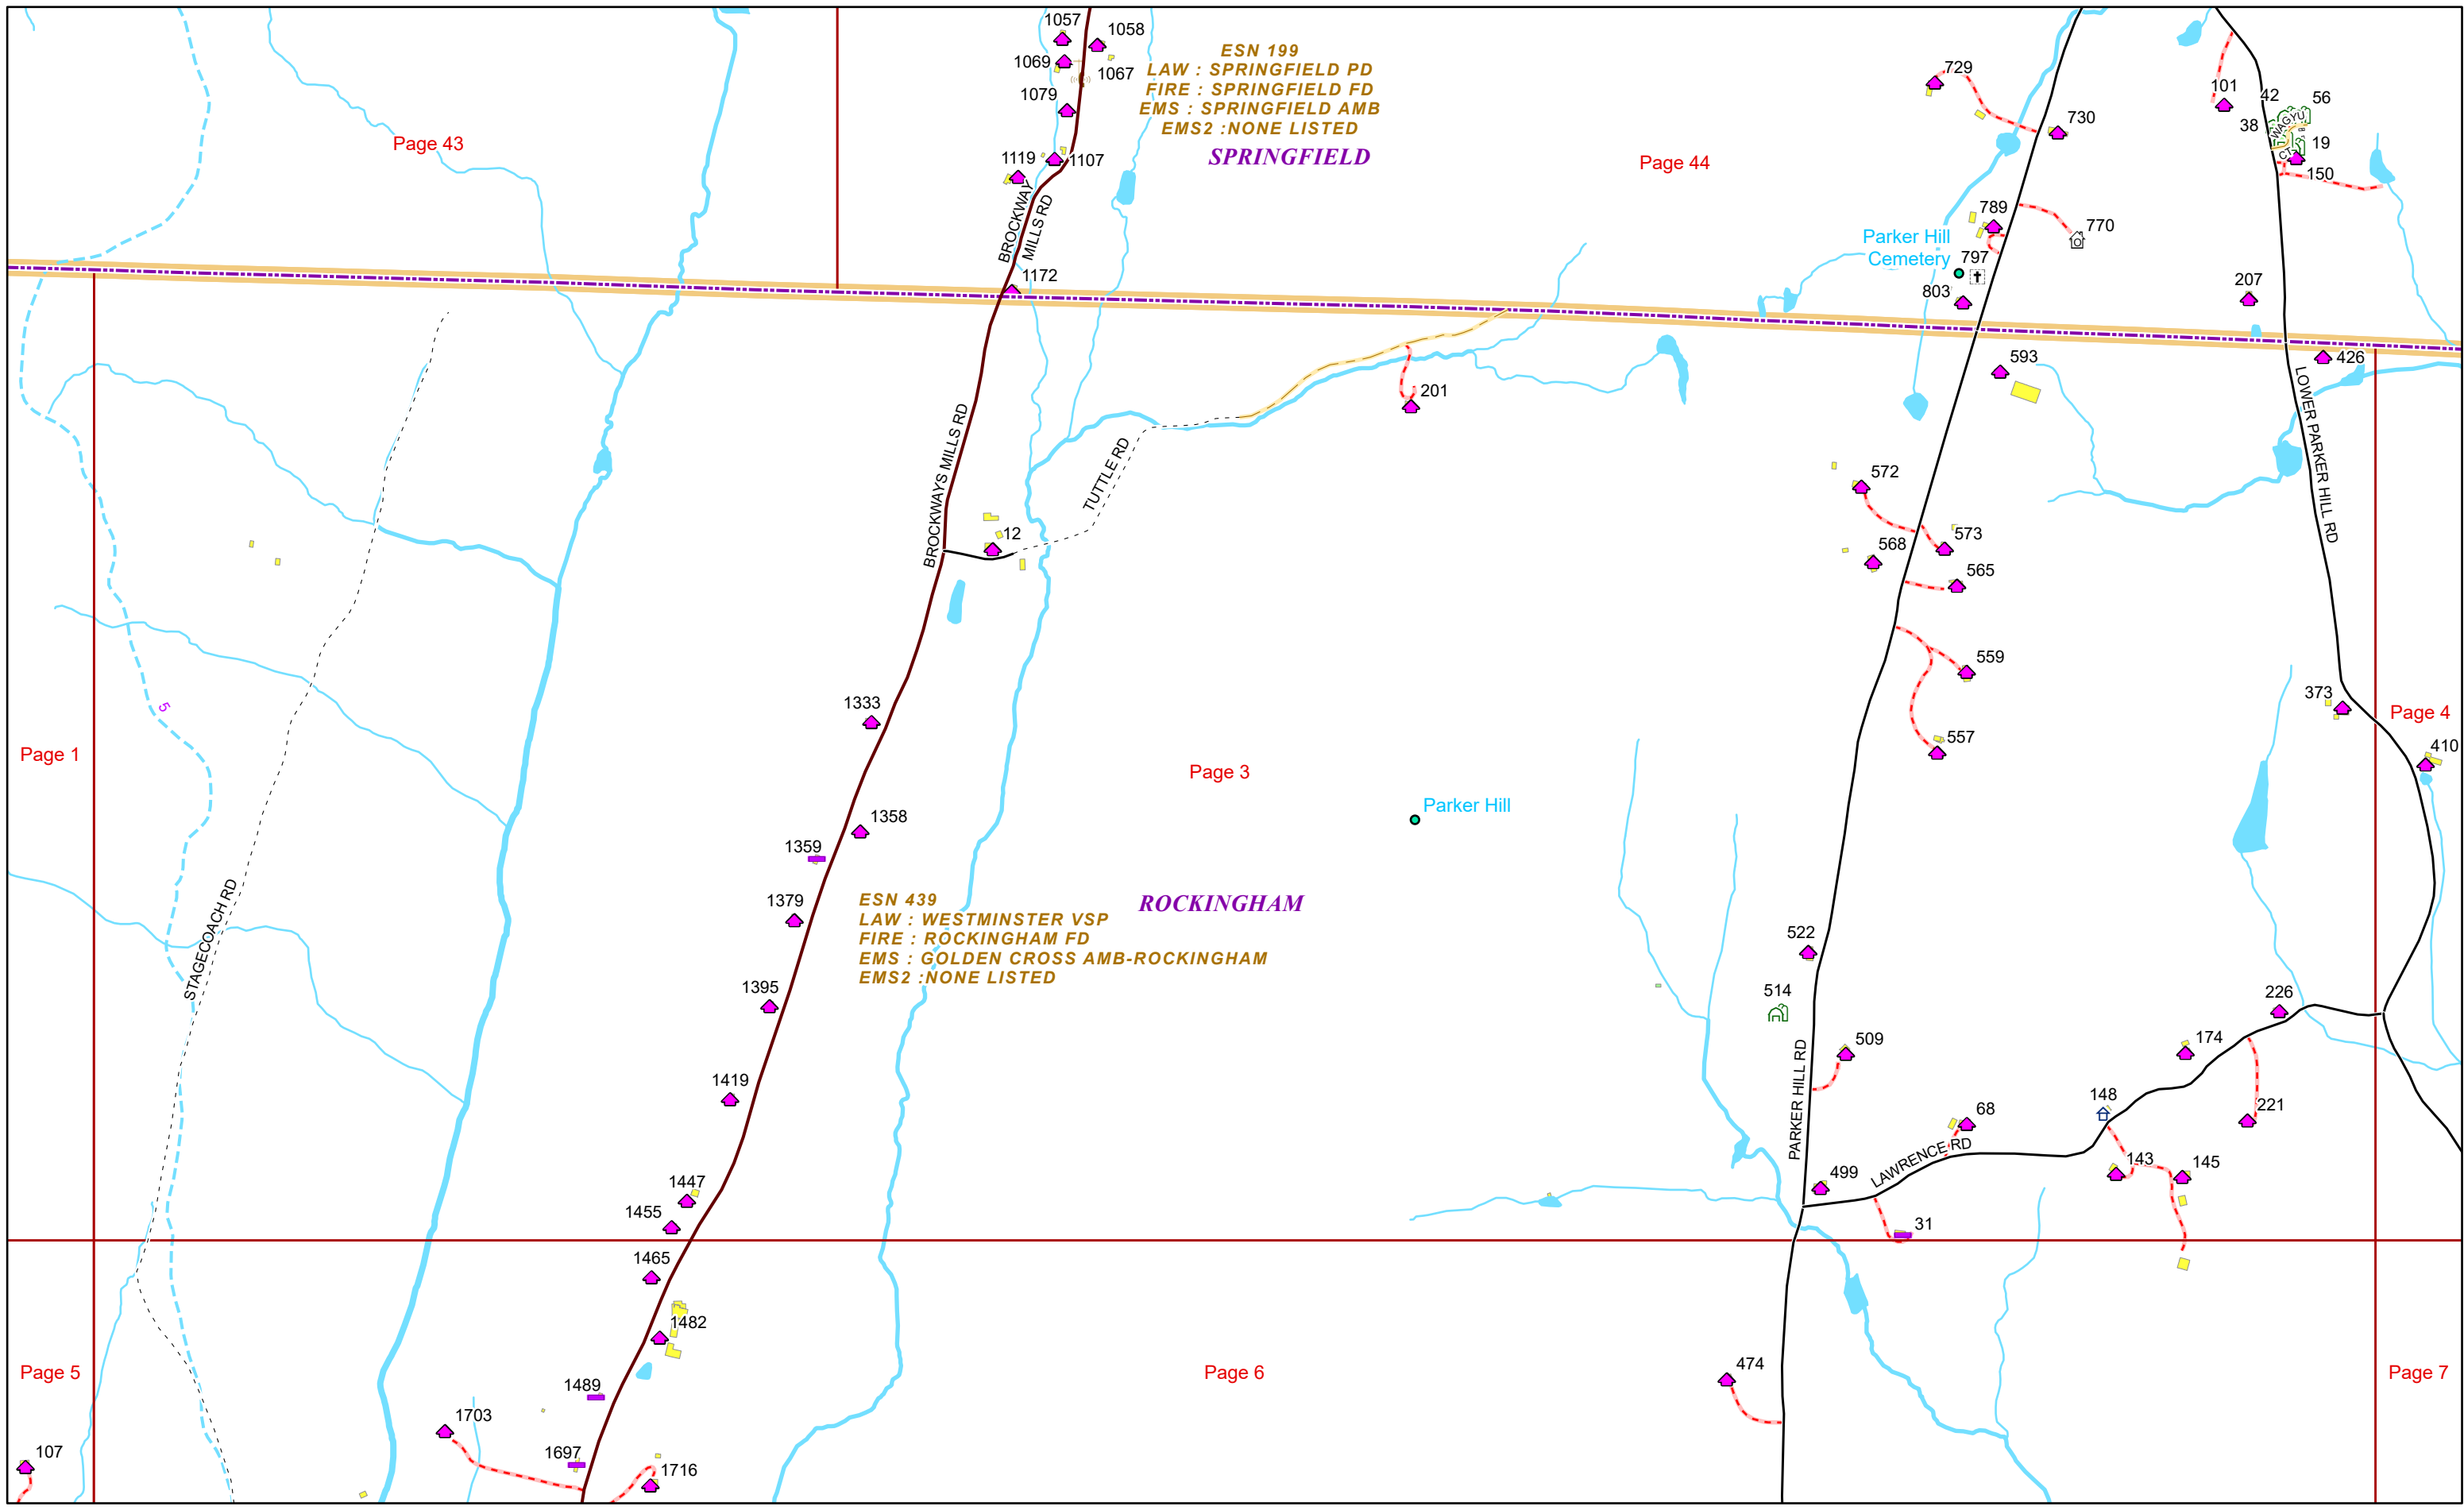 1057
1058
1069
1067
1079
1119
1107
ESN 199
LAW : SPRINGFIELD PD
FIRE : SPRINGFIELD FD
EMS : SPRINGFIELD AMB
EMS2 :NONE LISTED
SPRINGFIELD
Page 43
Page 44
729
730
101
42
56
38
WAGYU
CT
19
150
789
770
Parker Hill
Cemetery
797
803
207
BROCKWAY
MILLS RD
1172
593
426
201
LOWER PARKER HILL RD
BROCKWAYS MILLS RD
TUTTLE RD
12
572
573
568
565
559
557
5
1333
373
Page 4
410
Page 1
Page 3
Parker Hill
1358
1359
1379
ESN 439
LAW : WESTMINSTER VSP
FIRE : ROCKINGHAM FD
EMS : GOLDEN CROSS AMB-ROCKINGHAM
EMS2 :NONE LISTED
ROCKINGHAM
STAGECOACH RD
522
514
1395
226
509
174
PARKER HILL RD
1419
148
68
221
LAWRENCE RD
143
145
499
1447
1455
31
1465
1482
Page 5
Page 6
Page 7
474
1489
1703
107
1697
1716